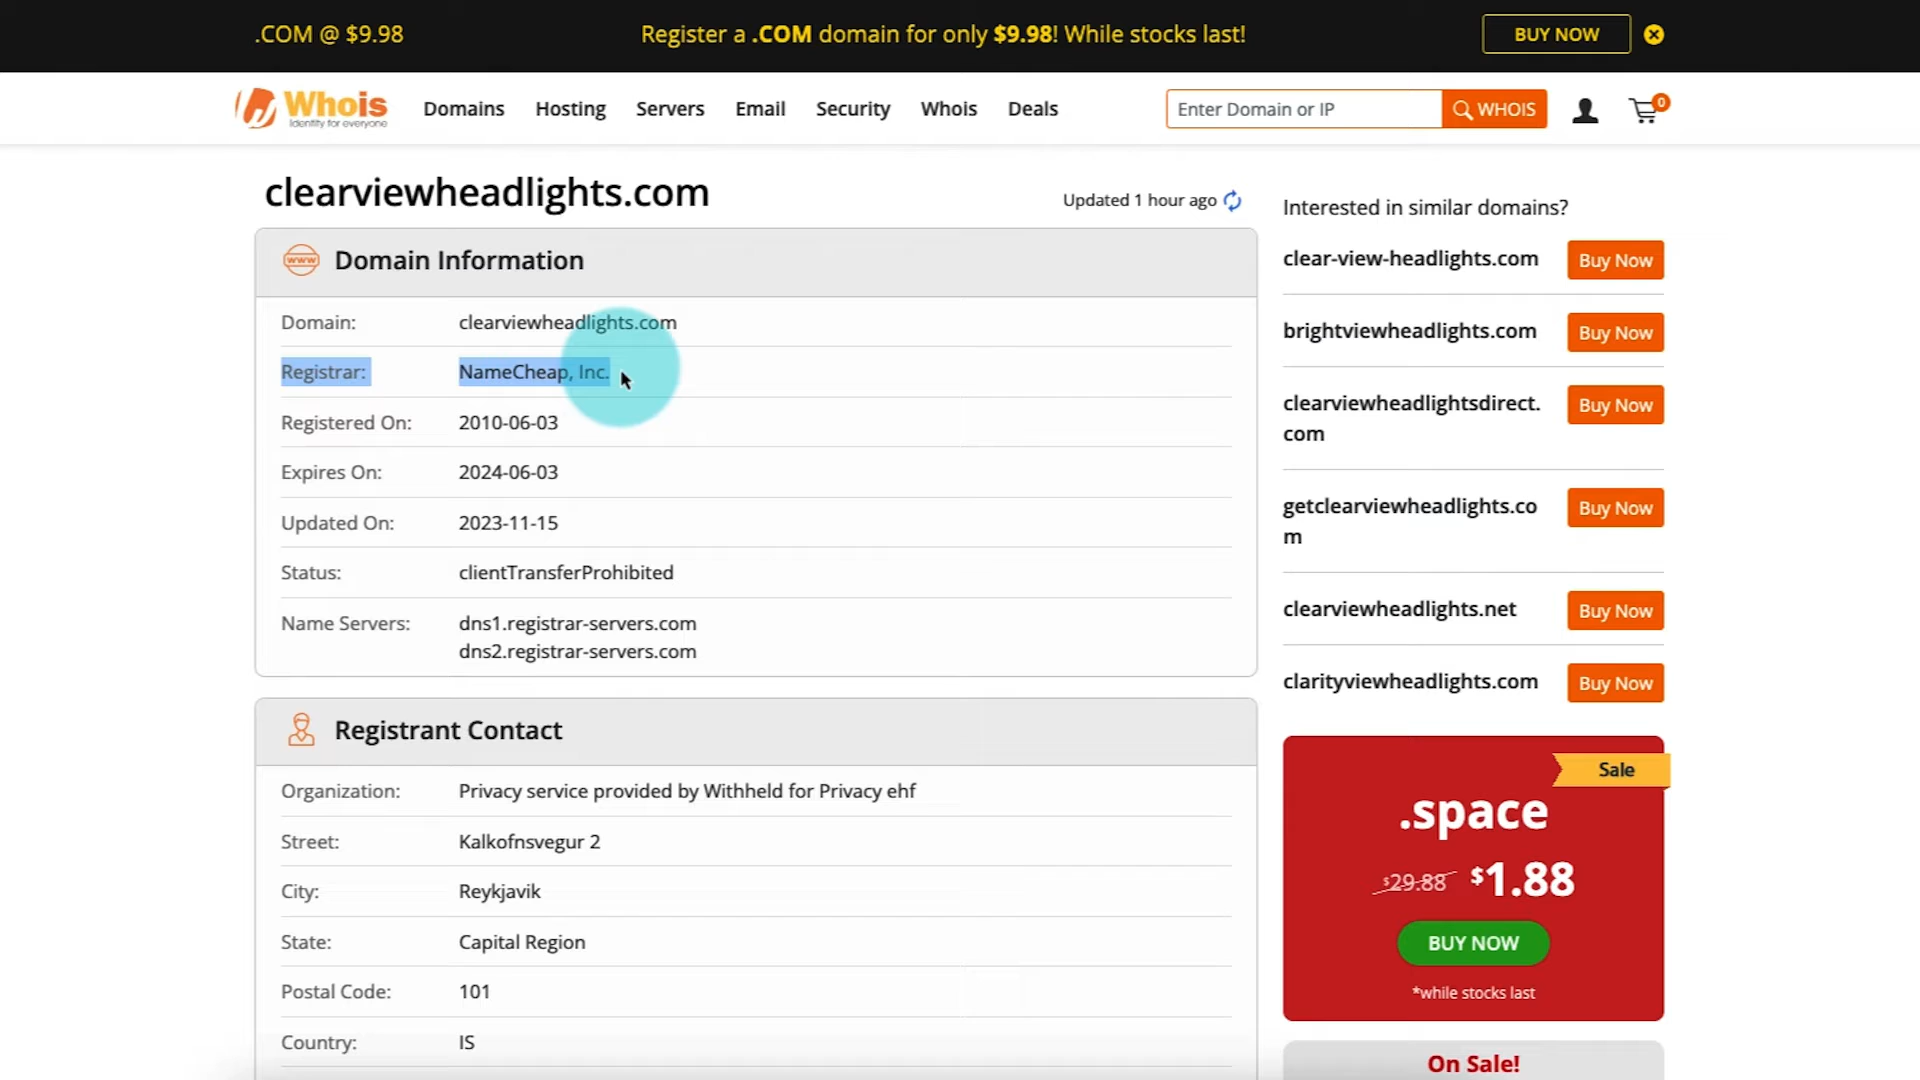 .COM @ $9.98
Register a .COM domain for only $9.98! While stocks last!
BUY NOW
Whois
Identity for everyone
Domains
Hosting
Servers
Email
Security
Whois
Deals
Enter Domain or IP
WHOIS
0
clearviewheadlights.com
Updated 1 hour ago
www
Domain Information
Domain: clearviewheadlights.com
Registrar: NameCheap, Inc.
Registered On: 2010-06-03
Expires On: 2024-06-03
Updated On: 2023-11-15
Status: clientTransferProhibited
Name Servers: dns1.registrar-servers.com
dns2.registrar-servers.com
Registrant Contact
Organization: Privacy service provided by Withheld for Privacy ehf
Street: Kalkofnsvegur 2
City: Reykjavik
State: Capital Region
Postal Code: 101
Country: IS
Interested in similar domains?
clear-view-headlights.com Buy Now
brightviewheadlights.com Buy Now
clearviewheadlightsdirect. Buy Now
com
getclearviewheadlights.co Buy Now
m
clearviewheadlights.net Buy Now
clarityviewheadlights.com Buy Now
Sale
.space
$29.88 $1.88
BUY NOW
*while stocks last
On Sale!